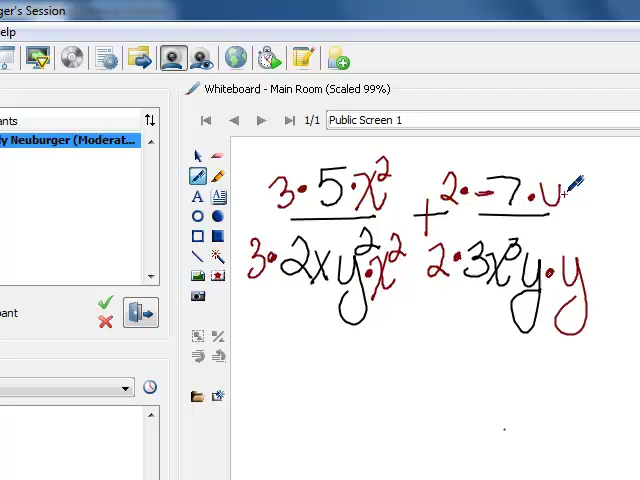 ger's Session
elp
ants
ly Neuburger (Moderat...
pant
Whiteboard - Main Room (Scaled 99%)
1/1 Public Screen 1
A A
3 · 5 · x² + 2 · -7 ·
3 · 2xy² · x² 2 · 3x³y · y